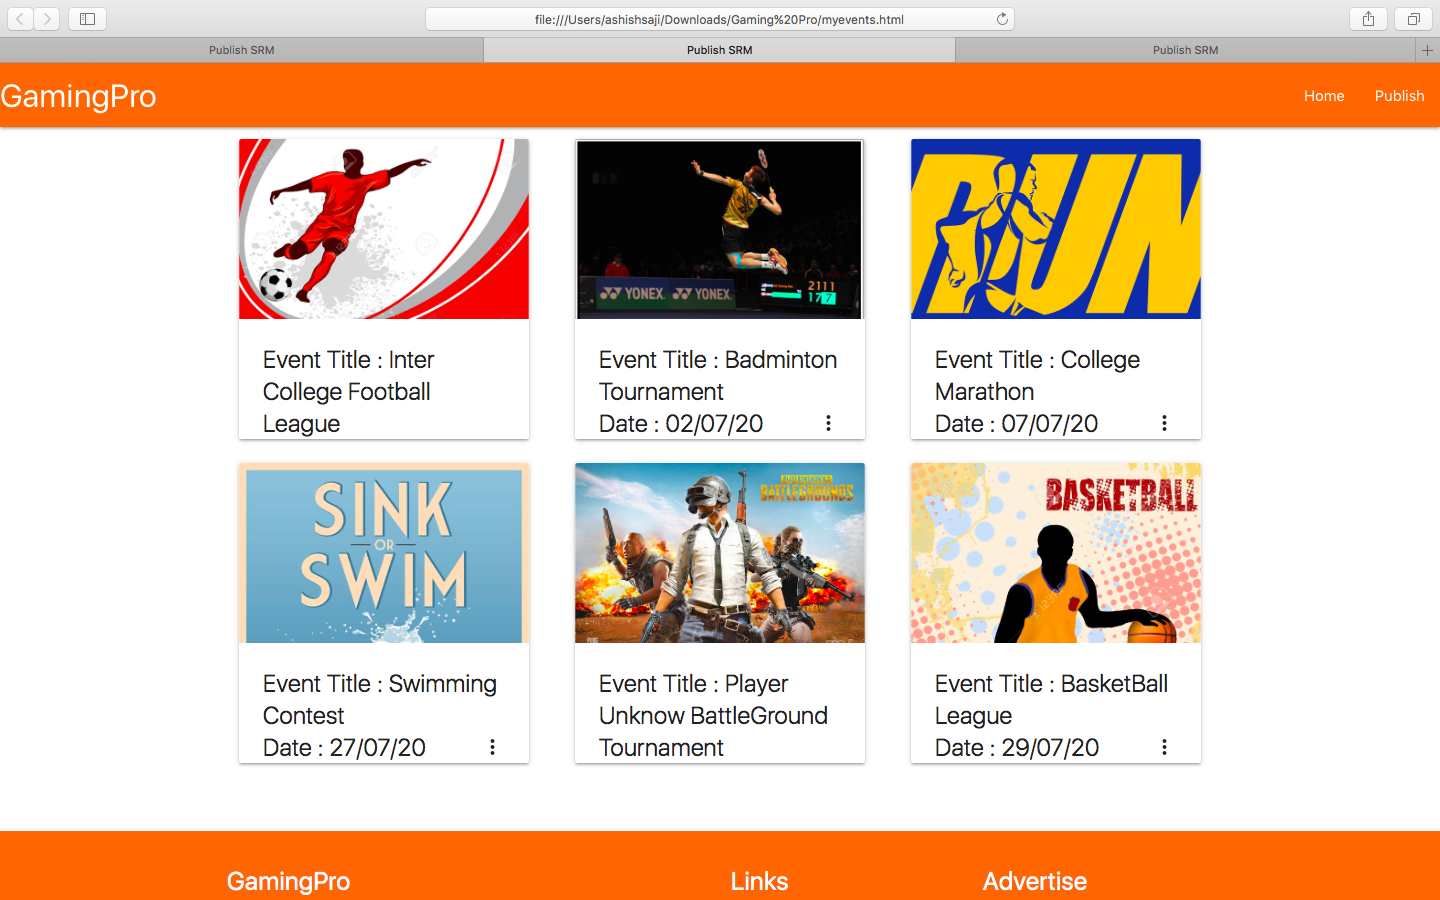 file:///Users/ashishsaji/Downloads/Gaming%20Pro/myevents.html
Publish SRM
Publish SRM
Publish SRM
GamingPro
Home
Publish
YONEX
YONEX
2111
17 7
RUN
Event Title : Inter
College Football
League
Event Title : Badminton
Tournament
Date : 02/07/20
Event Title : College
Marathon
Date : 07/07/20
SINK
OR
SWIM
BATTLEGROUNDS
BASKETBALL
Event Title : Swimming
Contest
Date : 27/07/20
Event Title : Player
Unknow BattleGround
Tournament
Event Title : BasketBall
League
Date : 29/07/20
GamingPro
Links
Advertise